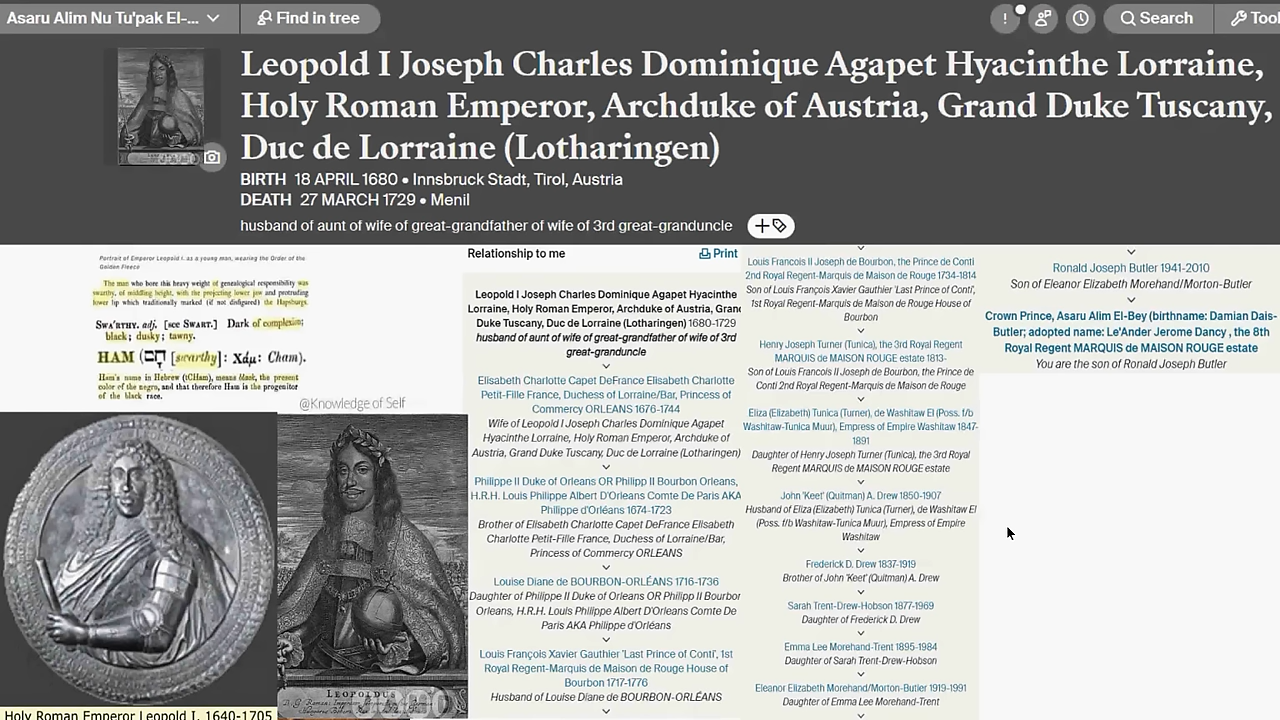 Asaru Alim Nu Tu'pak El-...
Find in tree
!
Search
Tool
Leopold I Joseph Charles Dominique Agapet Hyacinthe Lorraine,
Holy Roman Emperor, Archduke of Austria, Grand Duke Tuscany,
Duc de Lorraine (Lotharingen)
BIRTH 18 APRIL 1680 • Innsbruck Stadt, Tirol, Austria
DEATH 27 MARCH 1729 • Menil
husband of aunt of wife of great-grandfather of wife of 3rd great-granduncle
Portrait of Emperor Leopold I. as a young man, wearing the Order of the
Golden Fleece
The man who bore this heavy weight of genealogical responsibility was
swarthy, of middling height, with the projecting lower jaw and protruding
lower lip which traditionally marked (if not disfigured) the Hapsburgs.
SWA'RTHY. adj. [see SWART.] Dark of complexion;
black; dusky; tawny.
HAM (חָם [swarthy]: Χάμ: Cham).
Ham's name in Hebrew (tCHam), means black, the present
color of the negro, and that therefore Ham is the progenitor
of the black race.
@Knowledge of Self
LEOPOLDUS
Holy Roman Emperor Leopold I, 1640-1705
Relationship to me
Print
Leopold I Joseph Charles Dominique Agapet Hyacinthe
Lorraine, Holy Roman Emperor, Archduke of Austria, Grand
Duke Tuscany, Duc de Lorraine (Lotharingen) 1680-1729
husband of aunt of wife of great-grandfather of wife of 3rd
great-granduncle
Elisabeth Charlotte Capet DeFrance Elisabeth Charlotte
Petit-Fille France, Duchess of Lorraine/Bar, Princess of
Commercy ORLEANS 1676-1744
Wife of Leopold I Joseph Charles Dominique Agapet
Hyacinthe Lorraine, Holy Roman Emperor, Archduke of
Austria, Grand Duke Tuscany, Duc de Lorraine (Lotharingen)
Philippe II Duke of Orleans OR Philipp II Bourbon Orleans,
H.R.H. Louis Philippe Albert D'Orleans Comte De Paris AKA
Philippe d'Orléans 1674-1723
Brother of Elisabeth Charlotte Capet DeFrance Elisabeth
Charlotte Petit-Fille France, Duchess of Lorraine/Bar,
Princess of Commercy ORLEANS
Louise Diane de BOURBON-ORLÉANS 1716-1736
Daughter of Philippe II Duke of Orleans OR Philipp II Bourbon
Orleans, H.R.H. Louis Philippe Albert D'Orleans Comte De
Paris AKA Philippe d'Orléans
Louis François Xavier Gauthier 'Last Prince of Conti', 1st
Royal Regent-Marquis de Maison de Rouge House of
Bourbon 1717-1776
Husband of Louise Diane de BOURBON-ORLÉANS
Louis Francois II Joseph de Bourbon, the Prince de Conti
2nd Royal Regent-Marquis de Maison de Rouge 1734-1814
Son of Louis François Xavier Gauthier 'Last Prince of Conti',
1st Royal Regent-Marquis de Maison de Rouge House of
Bourbon
Henry Joseph Turner (Tunica), the 3rd Royal Regent
MARQUIS de MAISON ROUGE estate 1813-
Son of Louis Francois II Joseph de Bourbon, the Prince de
Conti 2nd Royal Regent-Marquis de Maison de Rouge
Eliza (Elizabeth) Tunica (Turner), de Washitaw El (Poss. f/b
Washitaw-Tunica Muur), Empress of Empire Washitaw 1847-
1891
Daughter of Henry Joseph Turner (Tunica), the 3rd Royal
Regent MARQUIS de MAISON ROUGE estate
John 'Keet' (Quitman) A. Drew 1850-1907
Husband of Eliza (Elizabeth) Tunica (Turner), de Washitaw El
(Poss. f/b Washitaw-Tunica Muur), Empress of Empire
Washitaw
Frederick D. Drew 1837-1919
Brother of John 'Keet' (Quitman) A. Drew
Sarah Trent-Drew-Hobson 1877-1969
Daughter of Frederick D. Drew
Emma Lee Morehand-Trent 1895-1984
Daughter of Sarah Trent-Drew-Hobson
Eleanor Elizabeth Morehand/Morton-Butler 1919-1991
Daughter of Emma Lee Morehand-Trent
Ronald Joseph Butler 1941-2010
Son of Eleanor Elizabeth Morehand/Morton-Butler
Crown Prince, Asaru Alim El-Bey (birthname: Damian Dais-
Butler; adopted name: Le'Ander Jerome Dancy , the 8th
Royal Regent MARQUIS de MAISON ROUGE estate
You are the son of Ronald Joseph Butler